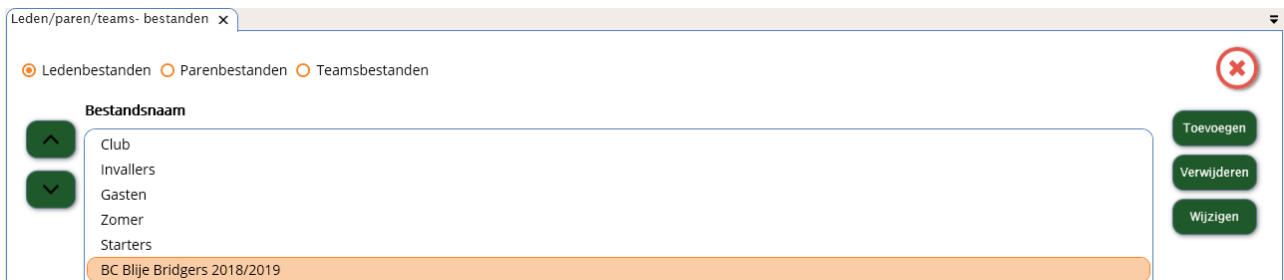 Leden/paren/teams- bestanden x
Ledenbestanden Parenbestanden Teamsbestanden
Bestandsnaam
Toevoegen
Club
Invallers
Verwijderen
Gasten
Zomer
Wijzigen
Starters
BC Blije Bridgers 2018/2019